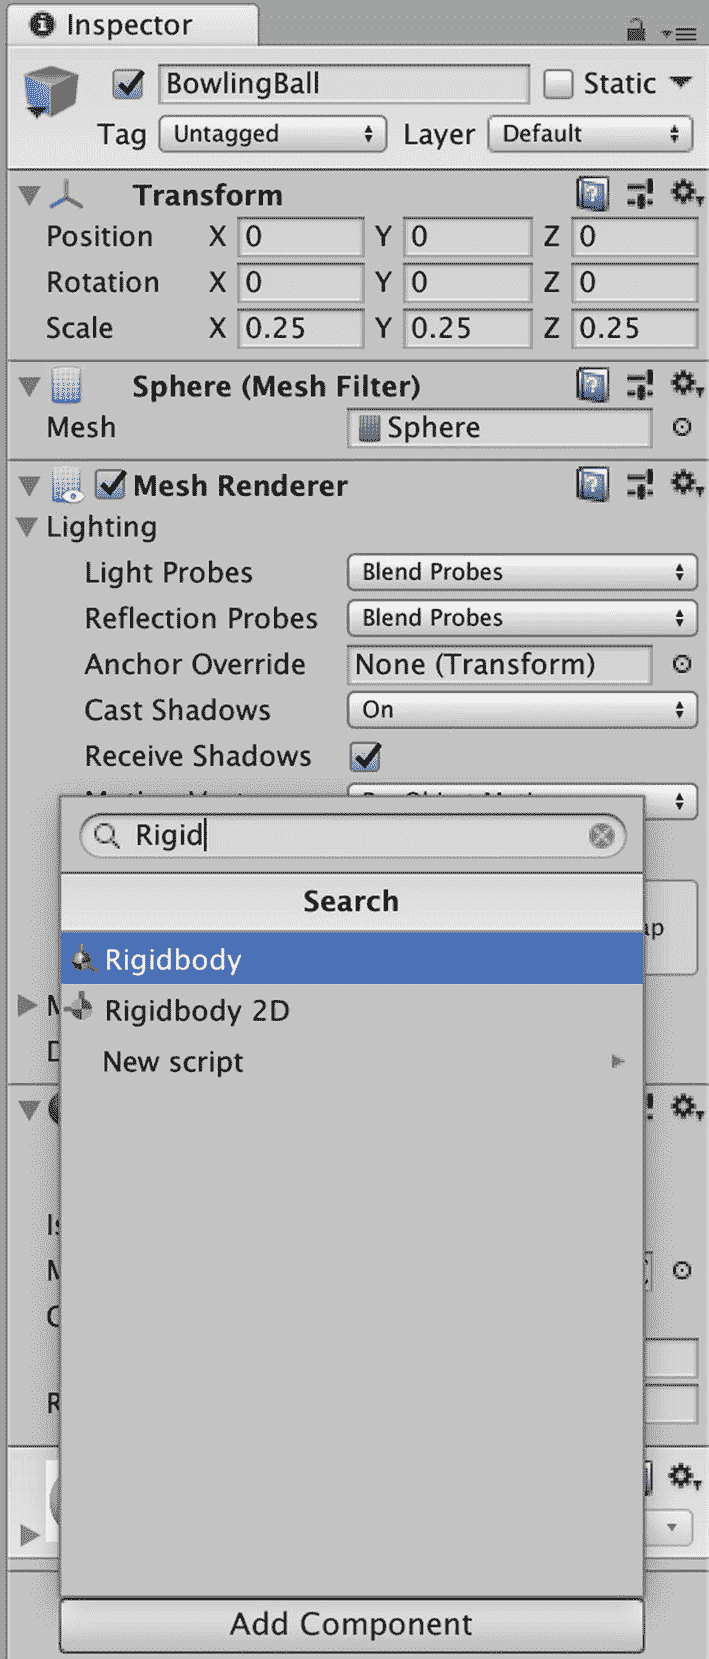 Inspector
BowlingBall Static
Tag Untagged Layer Default
Transform
Position X 0 Y 0 Z 0
Rotation X 0 Y 0 Z 0
Scale X 0.25 Y 0.25 Z 0.25
Sphere (Mesh Filter)
Mesh Sphere
Mesh Renderer
Lighting
Light Probes Blend Probes
Reflection Probes Blend Probes
Anchor Override None (Transform)
Cast Shadows On
Receive Shadows
Rigid
Search
Rigidbody
Rigidbody 2D
New script
Add Component